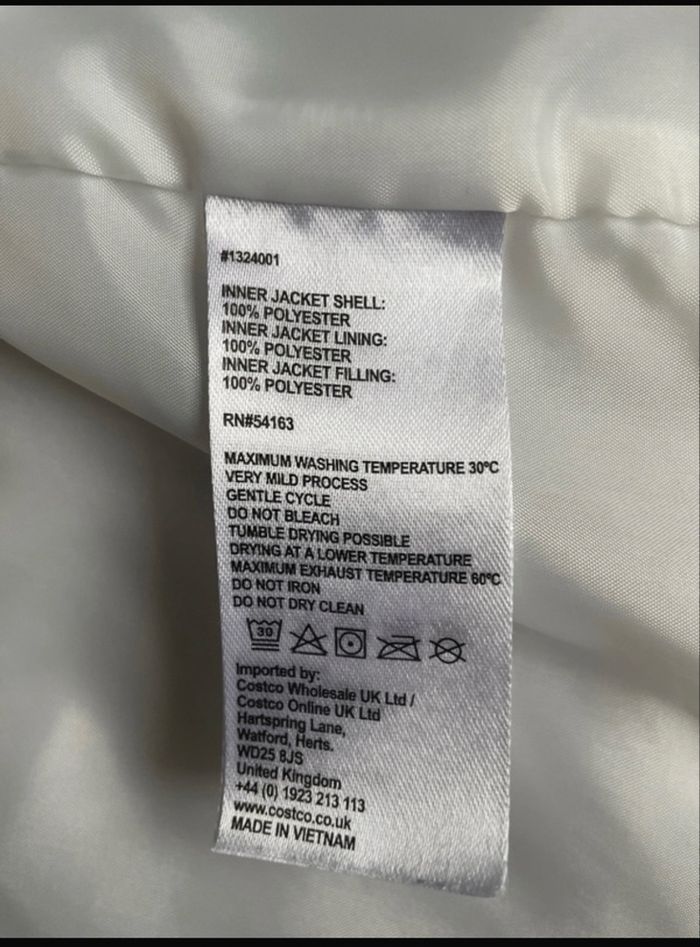 #1324001
INNER JACKET SHELL:
100% POLYESTER
INNER JACKET LINING:
100% POLYESTER
INNER JACKET FILLING:
100% POLYESTER
RN#54163
MAXIMUM WASHING TEMPERATURE 30ºC
VERY MILD PROCESS
GENTLE CYCLE
DO NOT BLEACH
TUMBLE DRYING POSSIBLE
DRYING AT A LOWER TEMPERATURE
MAXIMUM EXHAUST TEMPERATURE 60ºC
DO NOT IRON
DO NOT DRY CLEAN
30
Imported by:
Costco Wholesale UK Ltd /
Costco Online UK Ltd
Hartspring Lane,
Watford, Herts.
WD25 8JS
United Kingdom
+44 (0) 1923 213 113
www.costco.co.uk
MADE IN VIETNAM